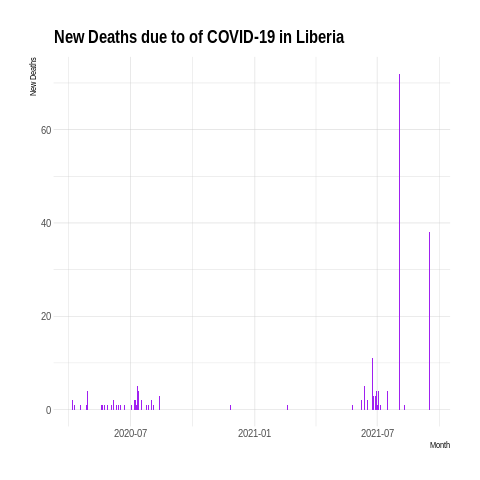 New Deaths due to of COVID-19 in Liberia
New Deaths
60
40
20
0
2020-07
2021-01
2021-07
Month